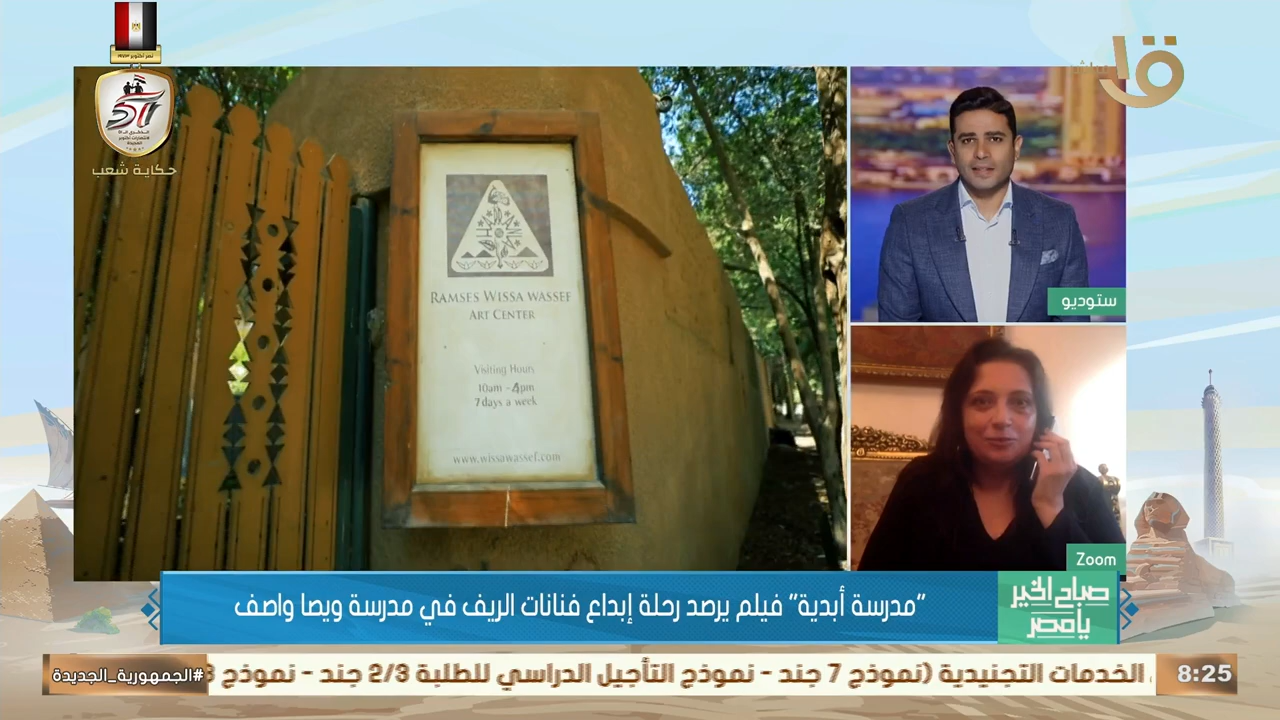 نصر أكتوبر
حكاية شعب
RAMSES WISSA WASSEF
ART CENTER
Visiting Hours
10am - 4pm
7 days a week
www.wissawassef.com
ستوديو
Zoom
"مدرسة أبدية" فيلم يرصد رحلة إبداع فنانات الريف في مدرسة ويصا واصف
صباح الخير
يا مصر
#الجمهورية_الجديدة
الخدمات التجنيدية (نموذج 7 جند - نموذج التأجيل الدراسي للطلبة 2/3 جند - نموذج
8:25